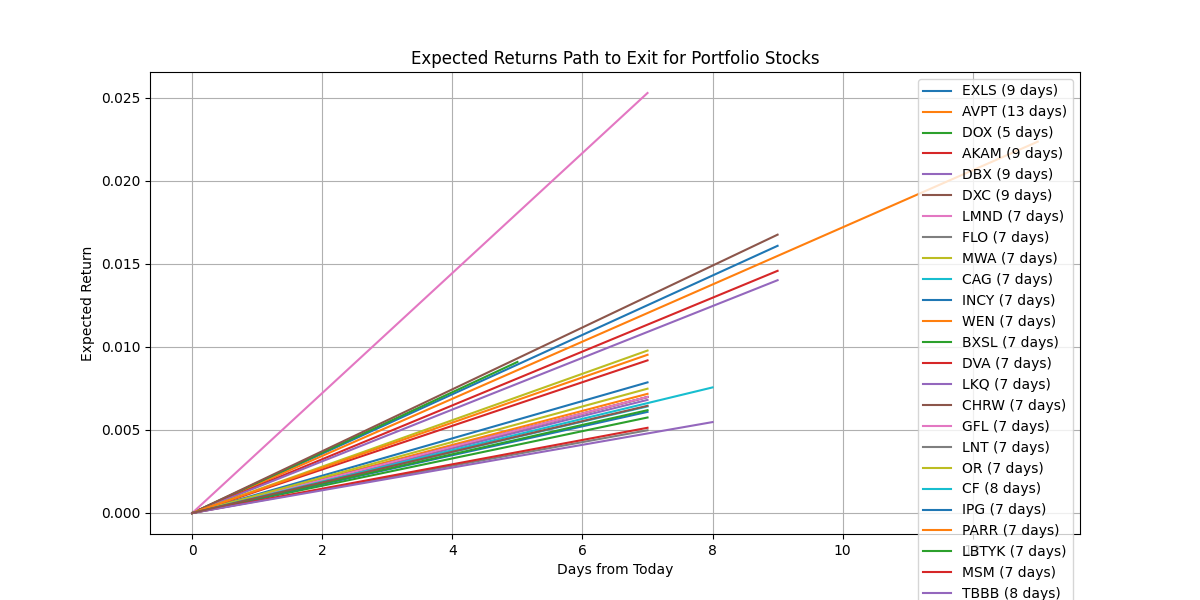 Expected Returns Path to Exit for Portfolio Stocks
Expected Return
0.025
0.020
0.015
0.010
0.005
0.000
0 2 4 6 8 10
Days from Today
EXLS (9 days)
AVPT (13 days)
DOX (5 days)
AKAM (9 days)
DBX (9 days)
DXC (9 days)
LMND (7 days)
FLO (7 days)
MWA (7 days)
CAG (7 days)
INCY (7 days)
WEN (7 days)
BXSL (7 days)
DVA (7 days)
LKQ (7 days)
CHRW (7 days)
GFL (7 days)
LNT (7 days)
OR (7 days)
CF (8 days)
IPG (7 days)
PARR (7 days)
LBTYK (7 days)
MSM (7 days)
TBBB (8 days)